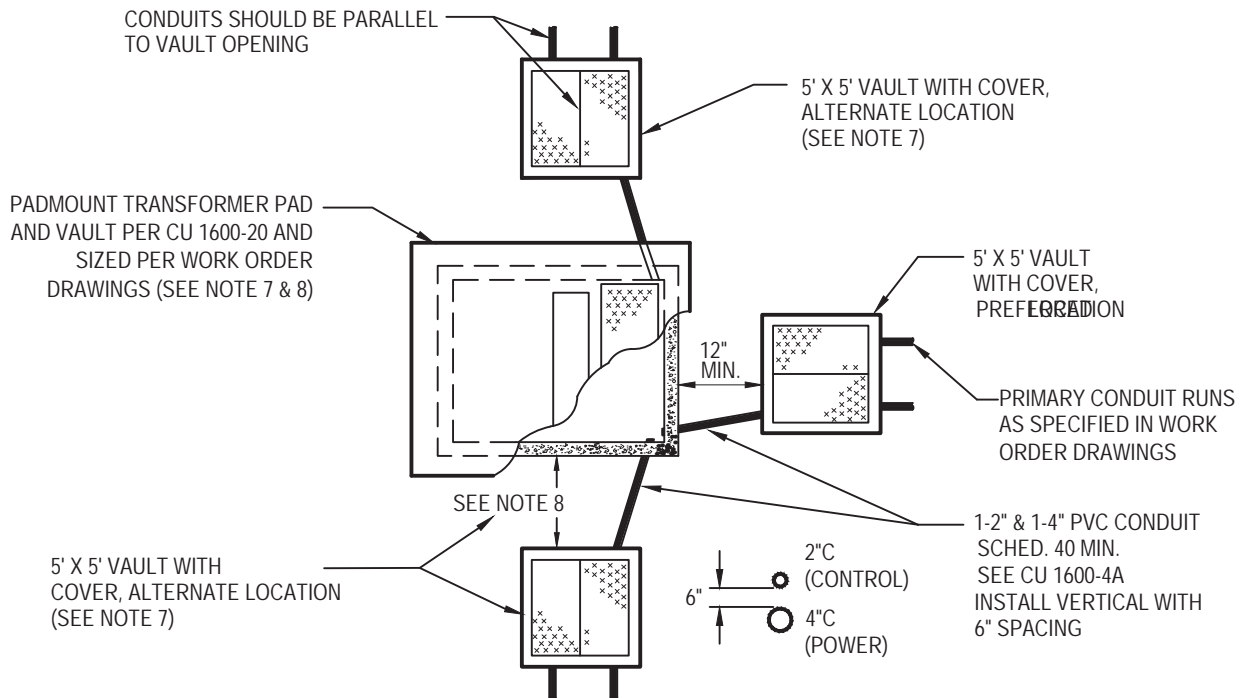 CONDUITS SHOULD BE PARALLEL
TO VAULT OPENING
5' X 5' VAULT WITH COVER,
ALTERNATE LOCATION
(SEE NOTE 7)
PADMOUNT TRANSFORMER PAD
AND VAULT PER CU 1600-20 AND
SIZED PER WORK ORDER
DRAWINGS (SEE NOTE 7 & 8)
5' X 5' VAULT
WITH COVER,
PREFERRED LOCATION
12"
MIN.
PRIMARY CONDUIT RUNS
AS SPECIFIED IN WORK
ORDER DRAWINGS
SEE NOTE 8
5' X 5' VAULT WITH
COVER, ALTERNATE LOCATION
(SEE NOTE 7)
6"
2"C
(CONTROL)
4"C
(POWER)
1-2" & 1-4" PVC CONDUIT
SCHED. 40 MIN.
SEE CU 1600-4A
INSTALL VERTICAL WITH
6" SPACING